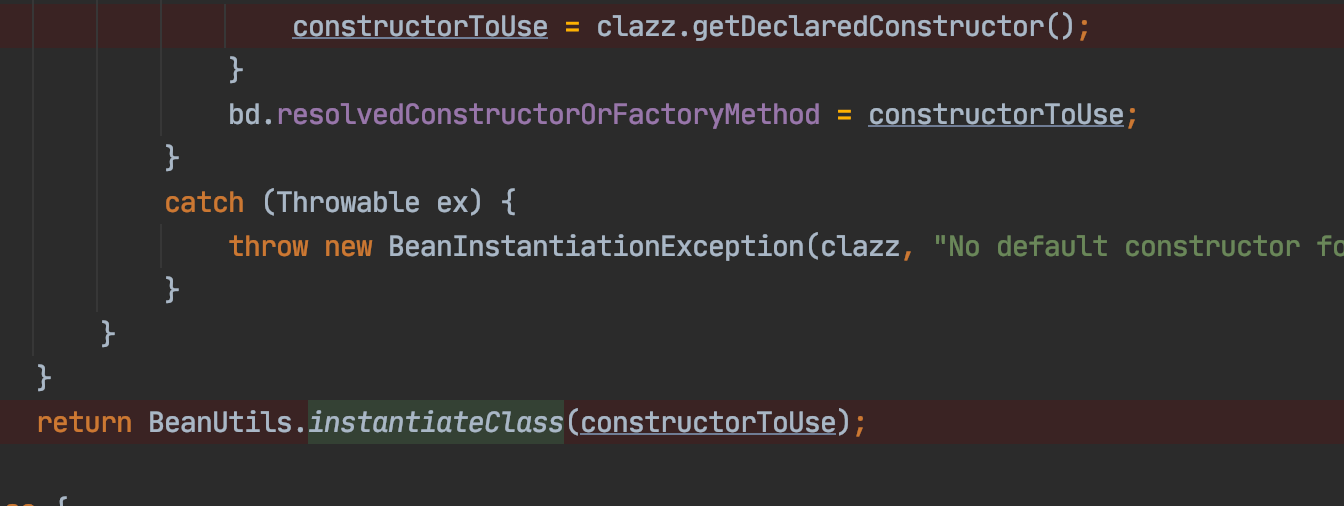 constructorToUse = clazz.getDeclaredConstructor();
}
bd.resolvedConstructorOrFactoryMethod = constructorToUse;
}
catch (Throwable ex) {
throw new BeanInstantiationException(clazz, "No default constructor fo
}
}
}
return BeanUtils.instantiateClass(constructorToUse);
{